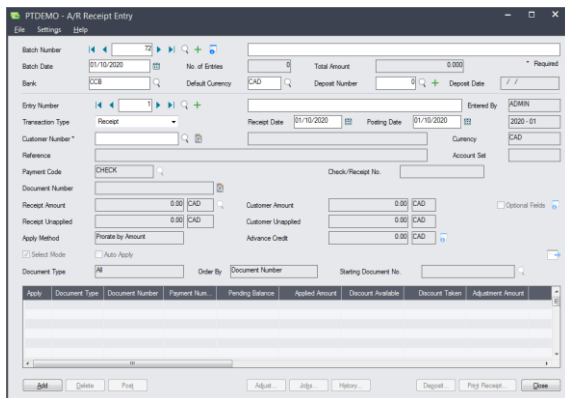 PTDEMO - A/R Receipt Entry
File Settings Help
Batch Number 72
Batch Date 01/10/2020 No. of Entries 0 Total Amount 0.000 * Required
Bank CCB Default Currency CAD Deposit Number 0 Deposit Date / /
Entry Number 1 Entered By ADMIN
Transaction Type Receipt Receipt Date 01/10/2020 Posting Date 01/10/2020 2020 - 01
Customer Number * Currency CAD
Reference Account Set
Payment Code CHECK Check/Receipt No.
Document Number
Receipt Amount 0.00 CAD Customer Amount 0.00 CAD Optional Fields
Receipt Unapplied 0.00 CAD Customer Unapplied 0.00 CAD
Apply Method Prorate by Amount Advance Credit 0.00 CAD
Select Mode Auto Apply
Document Type All Order By Document Number Starting Document No.
Apply Document Type Document Number Payment Num... Pending Balance Applied Amount Discount Available Discount Taken Adjustment Amount
Add Delete Post Adjust... Jobs... History... Deposit... Print Receipt... Close